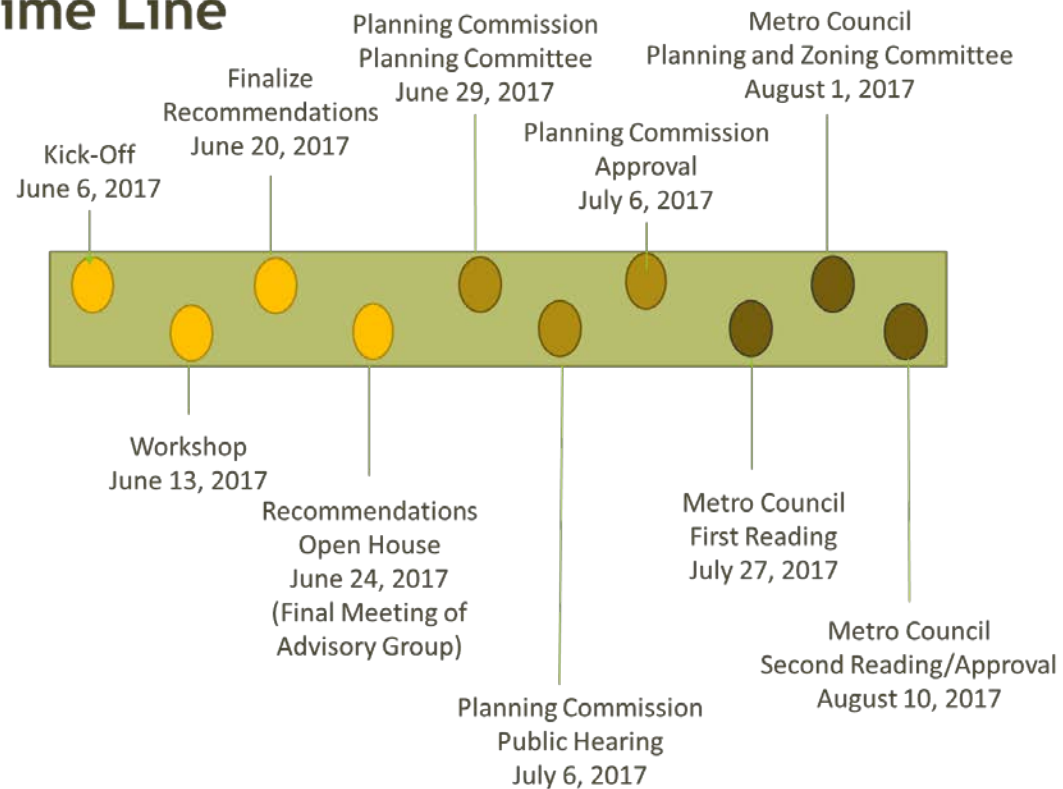 ime Line
Kick-Off
June 6, 2017
Finalize
Recommendations
June 20, 2017
Planning Commission
Planning Committee
June 29, 2017
Planning Commission
Approval
July 6, 2017
Metro Council
Planning and Zoning Committee
August 1, 2017
Workshop
June 13, 2017
Recommendations
Open House
June 24, 2017
(Final Meeting of
Advisory Group)
Planning Commission
Public Hearing
July 6, 2017
Metro Council
First Reading
July 27, 2017
Metro Council
Second Reading/Approval
August 10, 2017